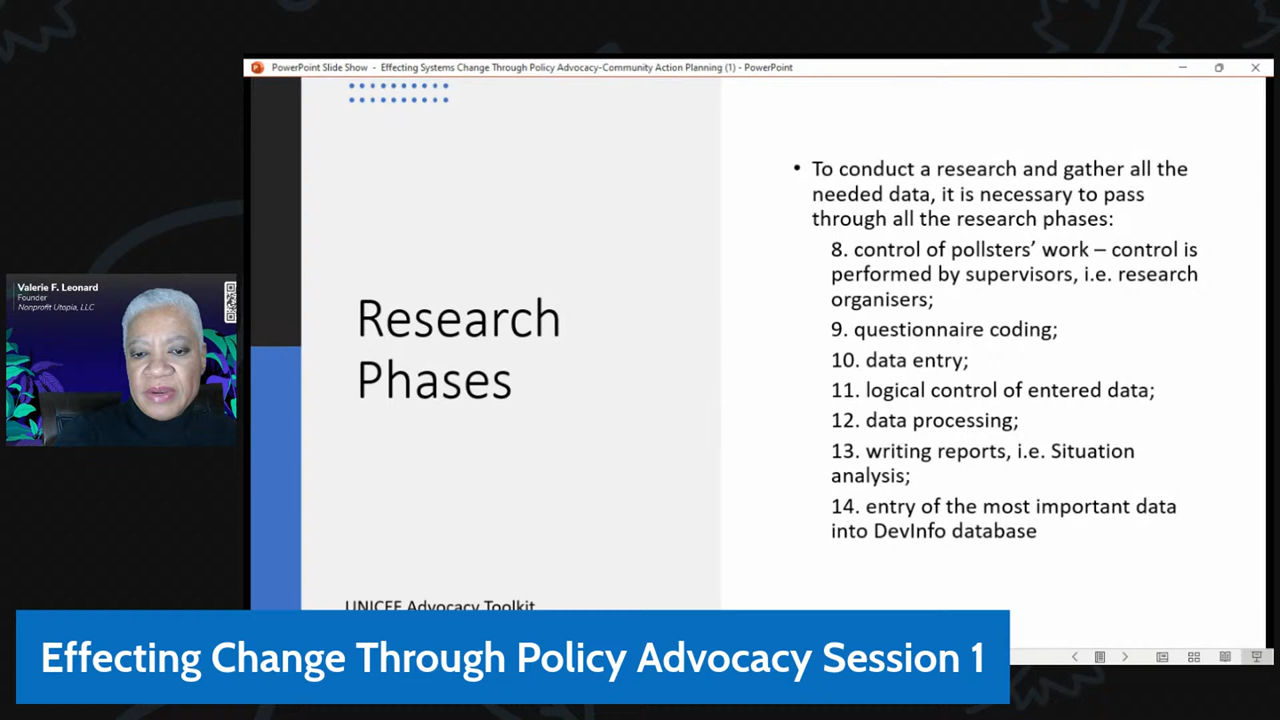 PowerPoint Slide Show - Effecting Systems Change Through Policy Advocacy-Community Action Planning (1) - PowerPoint
Valerie F. Leonard
Founder
Nonprofit Utopia, LLC
Research
Phases
UNICEF Advocacy Toolkit
• To conduct a research and gather all the
needed data, it is necessary to pass
through all the research phases:
8. control of pollsters’ work – control is
performed by supervisors, i.e. research
organisers;
9. questionnaire coding;
10. data entry;
11. logical control of entered data;
12. data processing;
13. writing reports, i.e. Situation
analysis;
14. entry of the most important data
into DevInfo database
Effecting Change Through Policy Advocacy Session 1